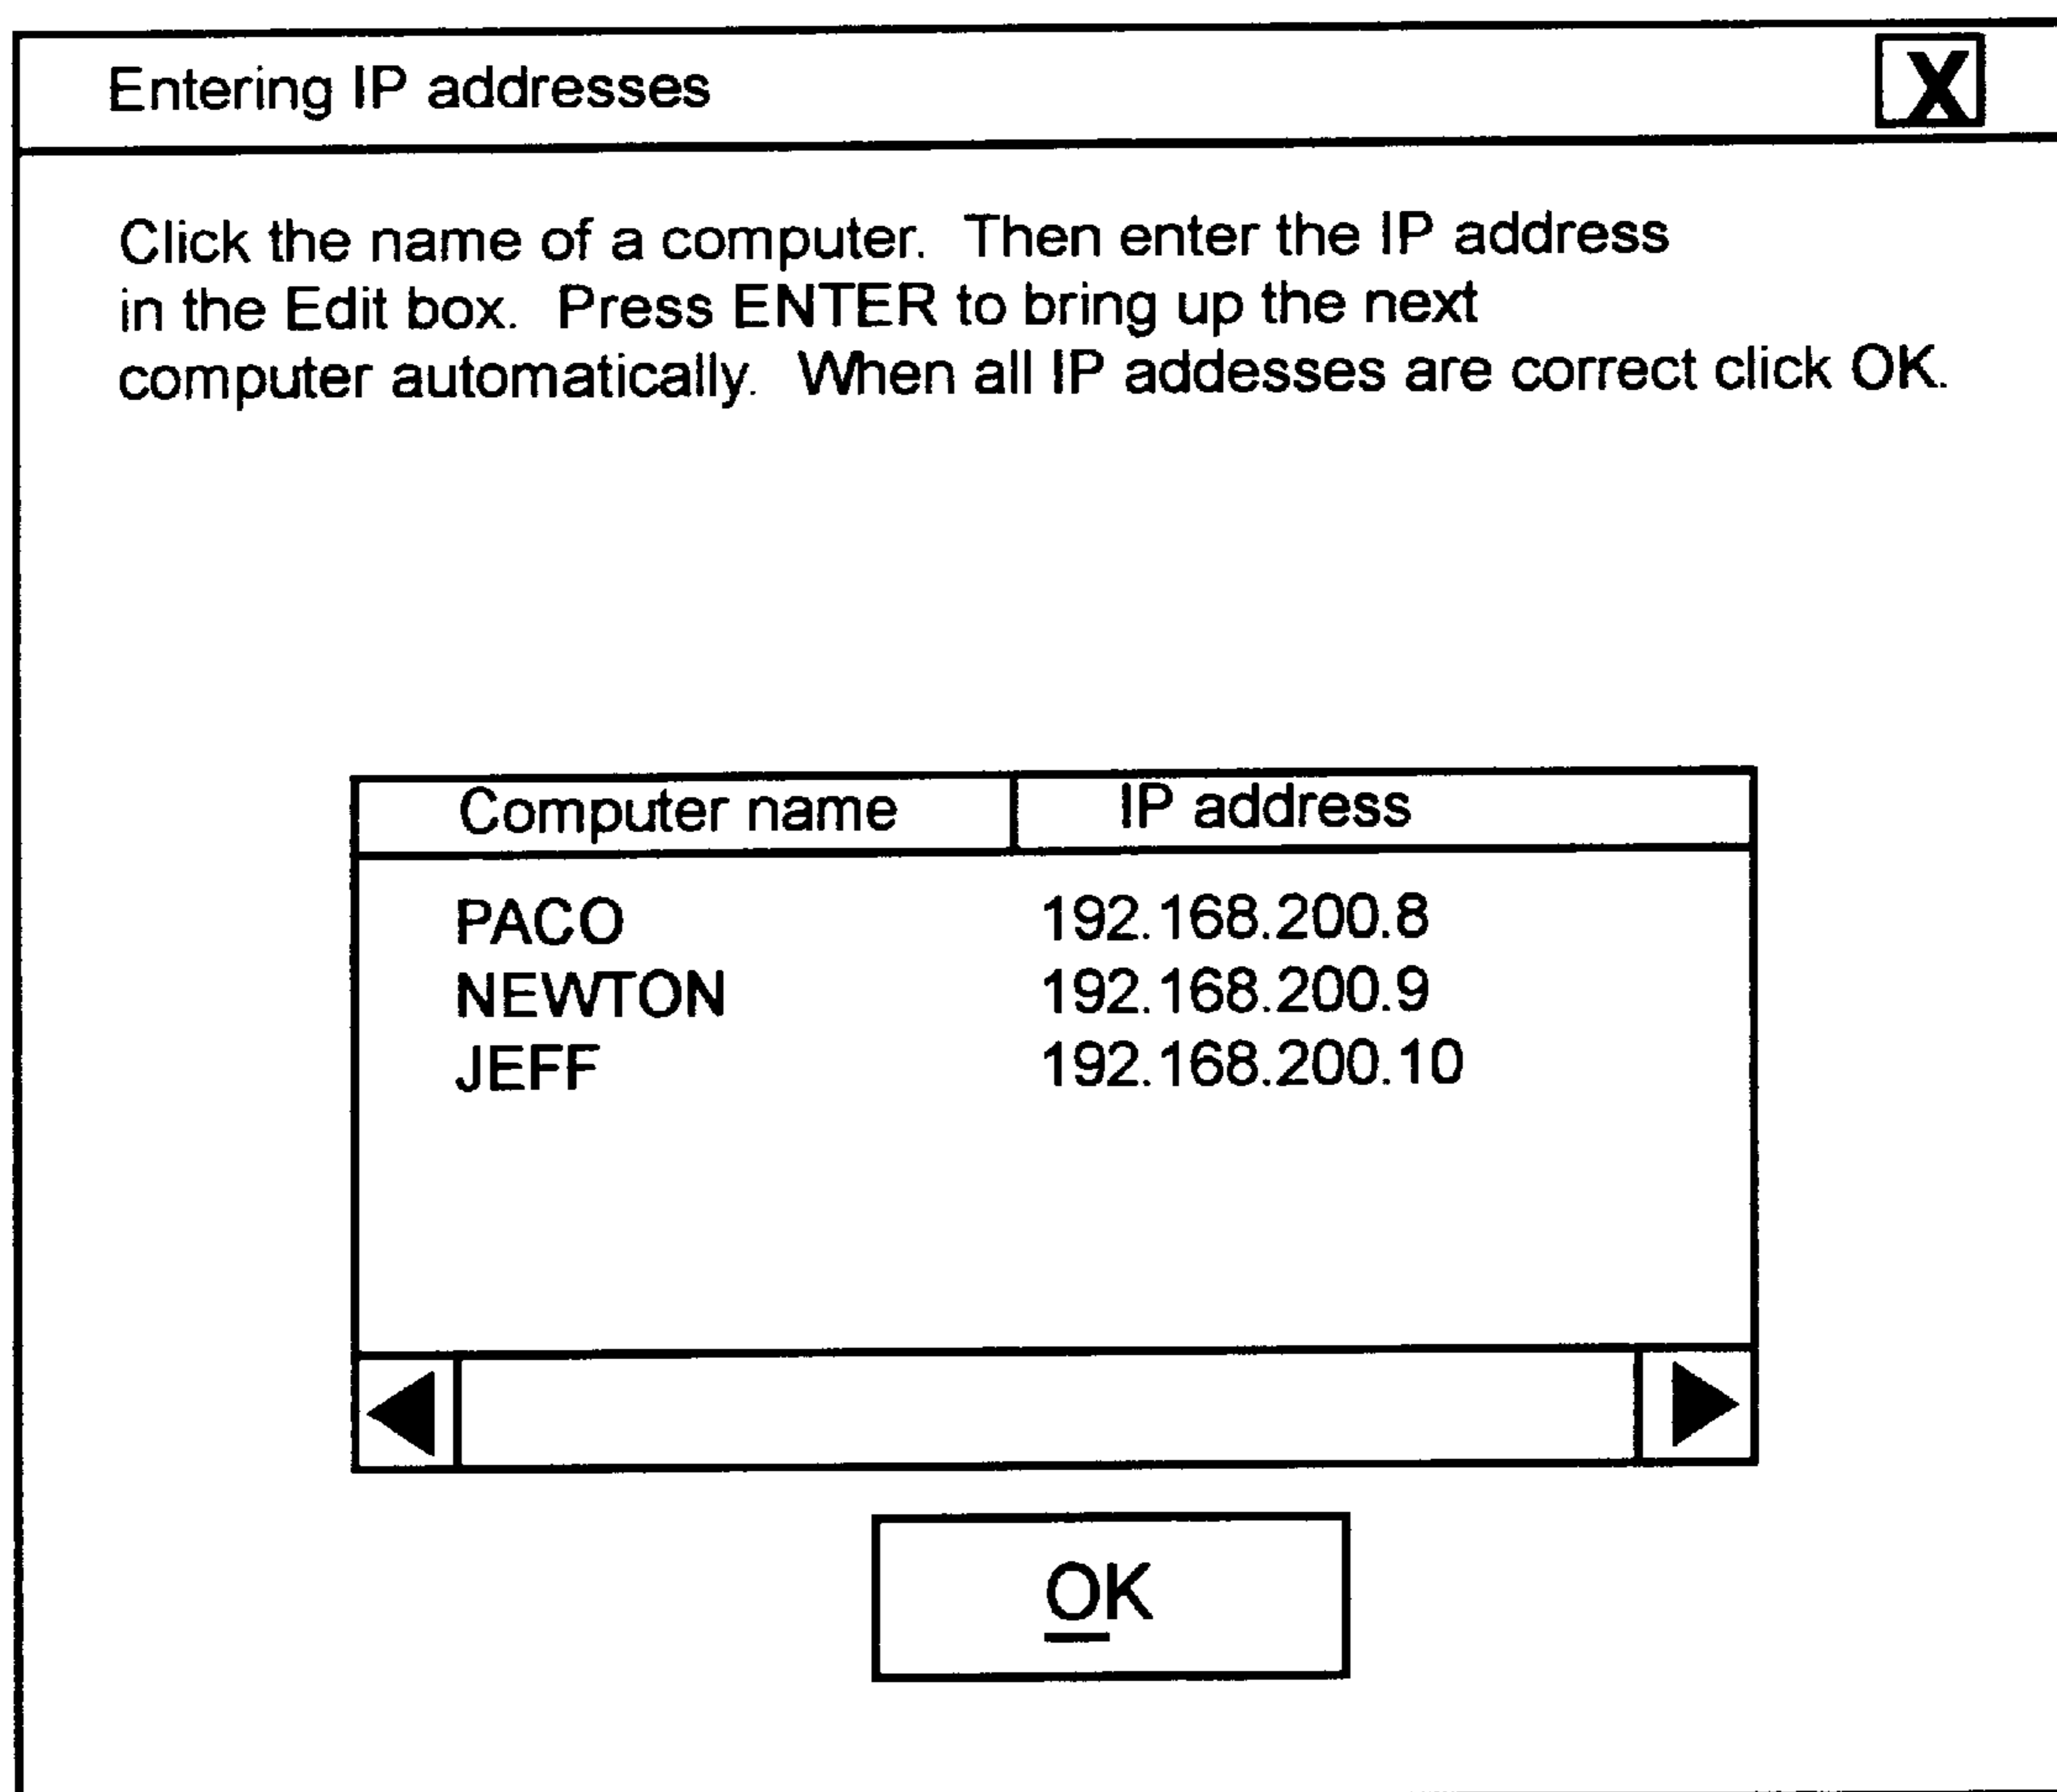 Entering IP addresses X
Click the name of a computer. Then enter the IP address
in the Edit box. Press ENTER to bring up the next
computer automatically. When all IP addesses are correct click OK.
Computer name IP address
PACO 192.168.200.8
NEWTON 192.168.200.9
JEFF 192.168.200.10
OK